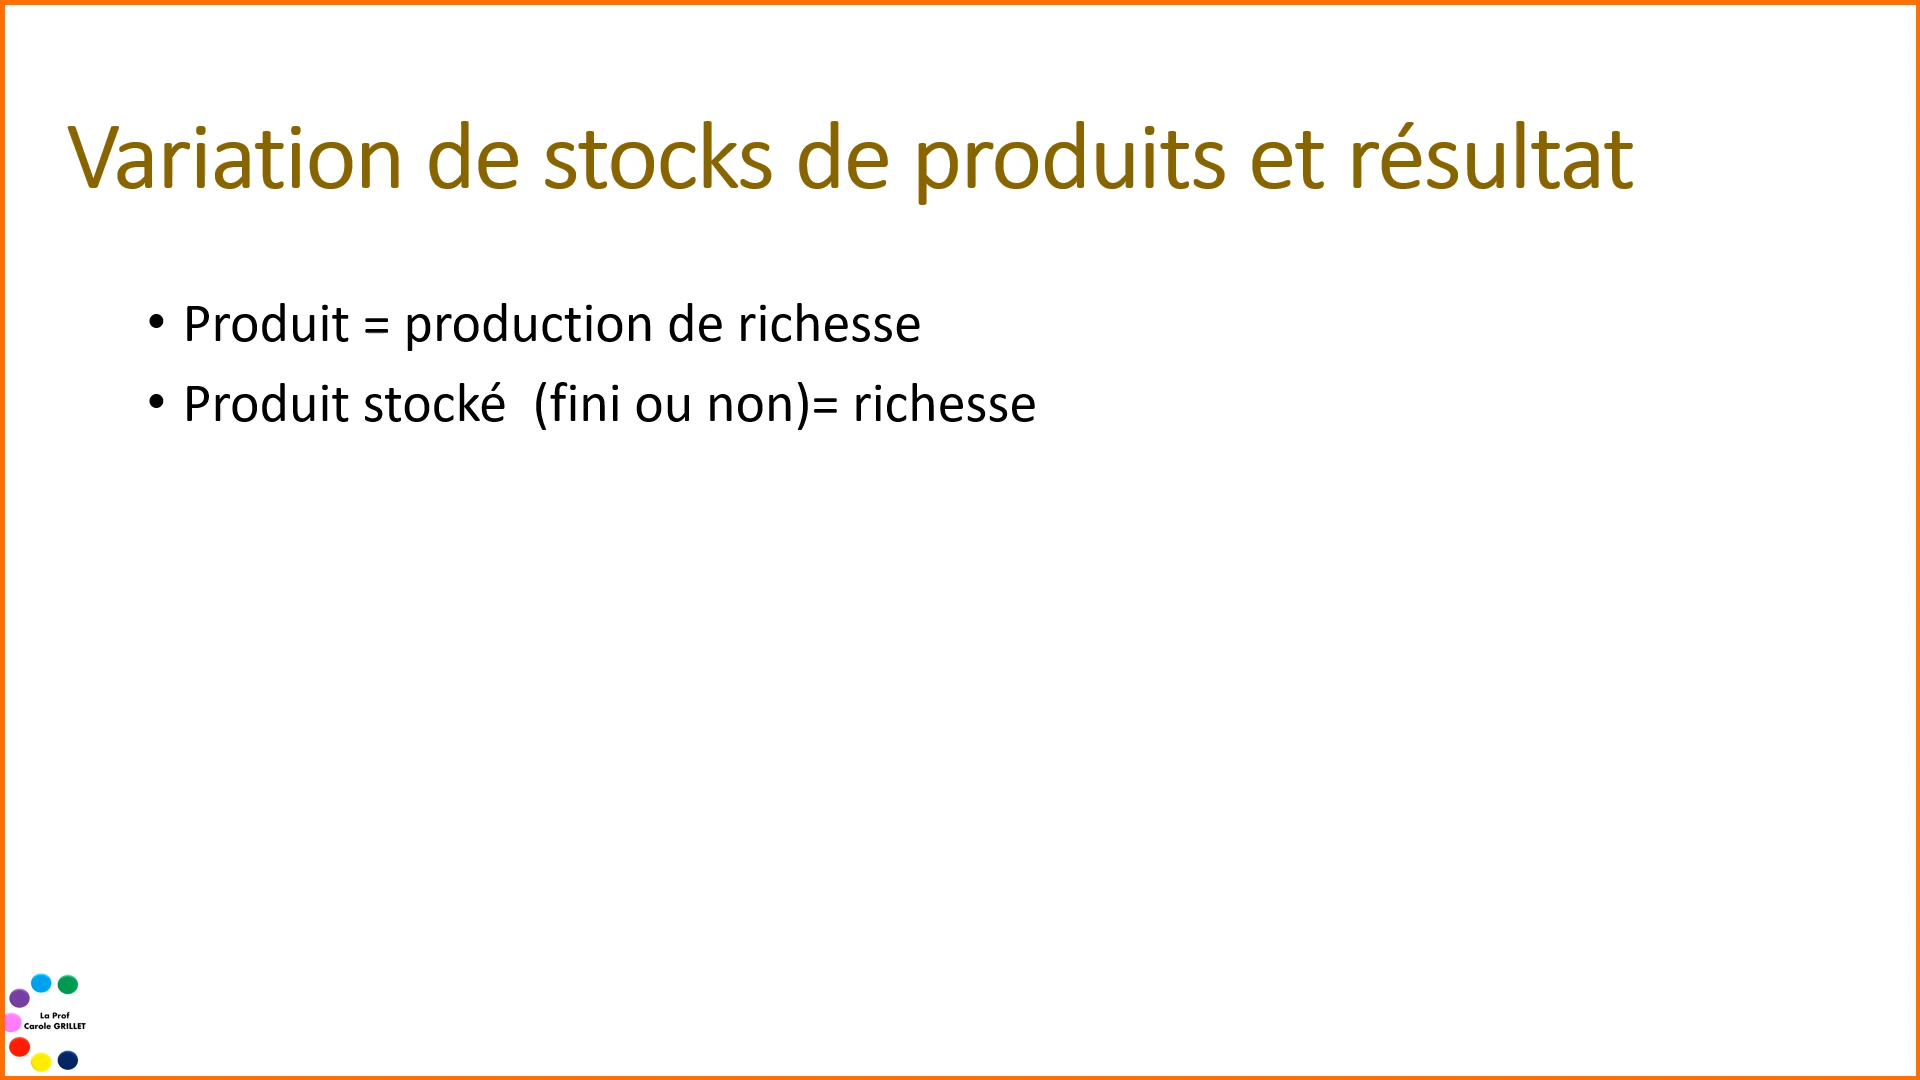 Variation de stocks de produits et résultat
• Produit = production de richesse
• Produit stocké  (fini ou non)= richesse
La Prof
Carole GRILLET